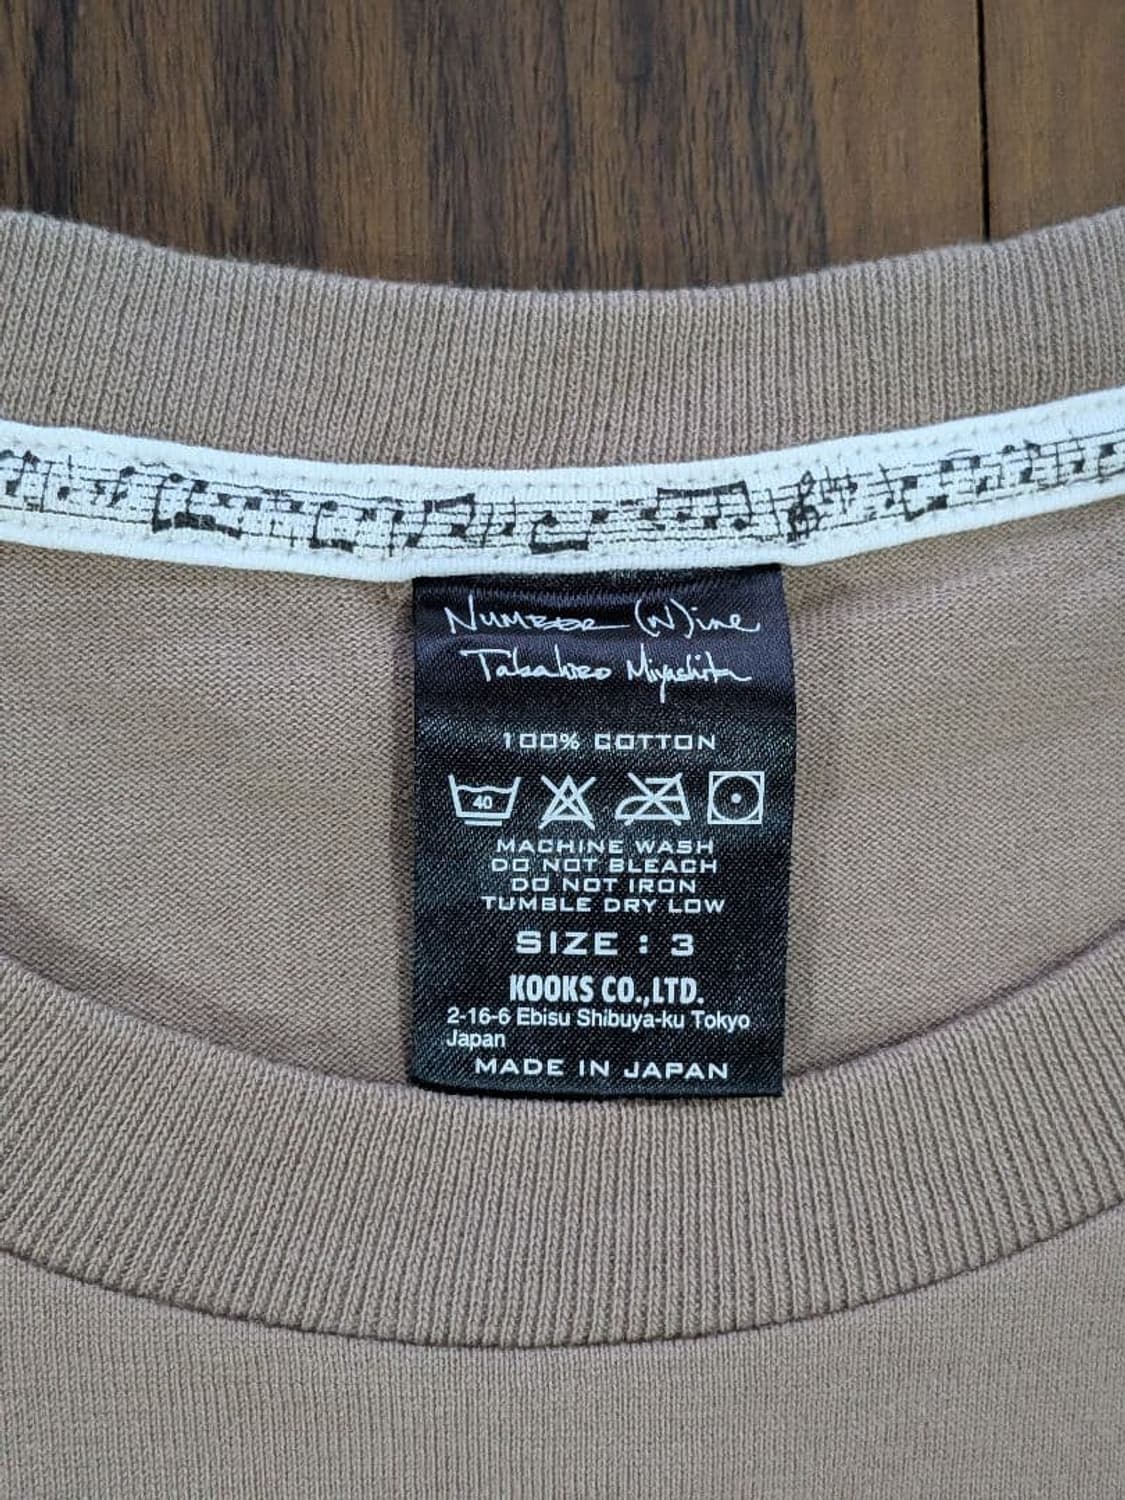 Number (N)ine
Takahiro Miyashita
100% COTTON
40
MACHINE WASH
DO NOT BLEACH
DO NOT IRON
TUMBLE DRY LOW
SIZE : 3
KOOKS CO.,LTD.
2-16-6 Ebisu Shibuya-ku Tokyo
Japan
MADE IN JAPAN